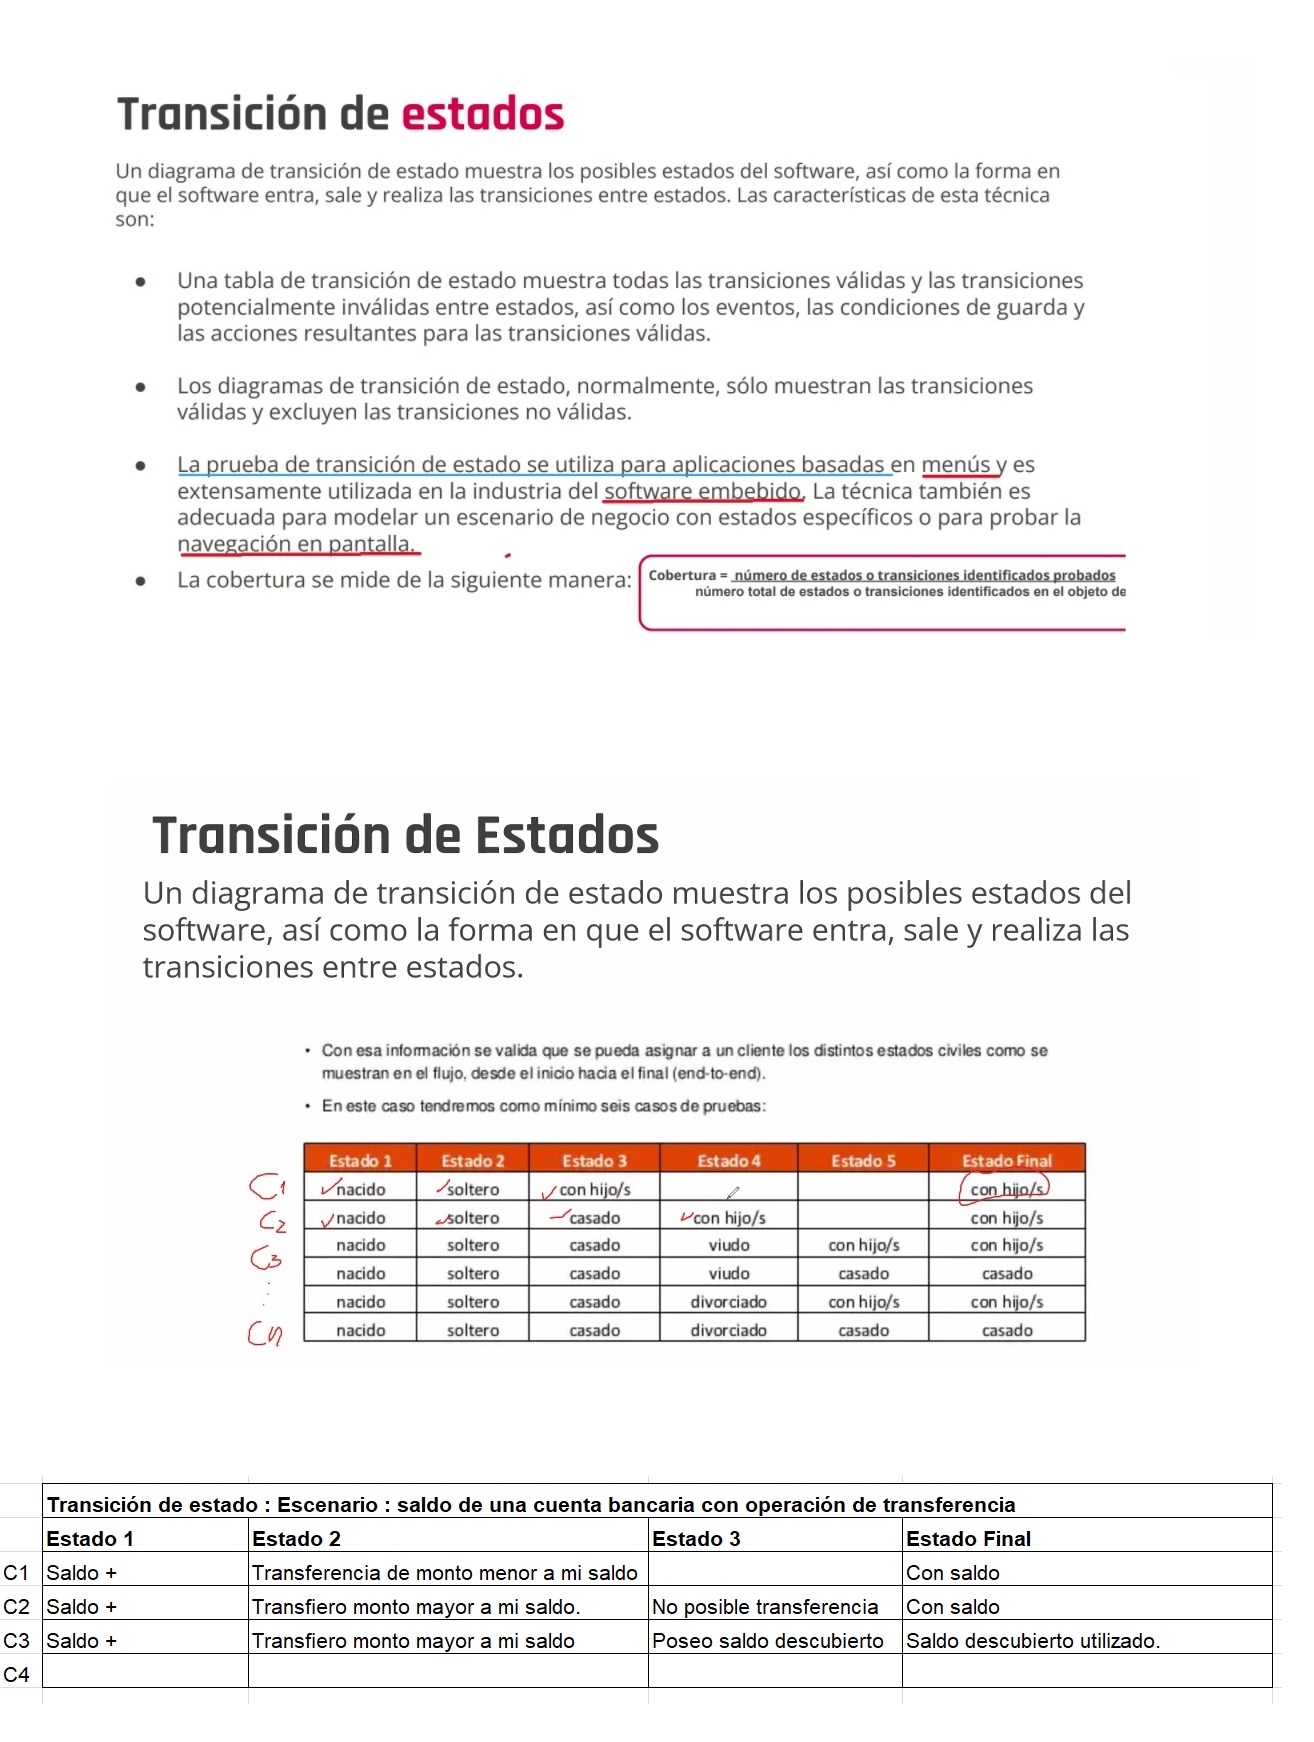 Transición de estados
Un diagrama de transición de estado muestra los posibles estados del software, así como la forma en
que el software entra, sale y realiza las transiciones entre estados. Las características de esta técnica
son:
● Una tabla de transición de estado muestra todas las transiciones válidas y las transiciones
potencialmente inválidas entre estados, así como los eventos, las condiciones de guarda y
las acciones resultantes para las transiciones válidas.
● Los diagramas de transición de estado, normalmente, sólo muestran las transiciones
válidas y excluyen las transiciones no válidas.
● La prueba de transición de estado se utiliza para aplicaciones basadas en menús y es
extensamente utilizada en la industria del software embebido. La técnica también es
adecuada para modelar un escenario de negocio con estados específicos o para probar la
navegación en pantalla.
● La cobertura se mide de la siguiente manera:
Cobertura = número de estados o transiciones identificados probados
número total de estados o transiciones identificados en el objeto de
Transición de Estados
Un diagrama de transición de estado muestra los posibles estados del
software, así como la forma en que el software entra, sale y realiza las
transiciones entre estados.
• Con esa información se valida que se pueda asignar a un cliente los distintos estados civiles como se
muestran en el flujo, desde el inicio hacia el final (end-to-end).
• En este caso tendremos como mínimo seis casos de pruebas:
Estado 1 Estado 2 Estado 3 Estado 4 Estado 5 Estado Final
C1 nacido soltero con hijo/s con hijo/s
C2 nacido soltero casado con hijo/s con hijo/s
C3 nacido soltero casado viudo con hijo/s con hijo/s
nacido soltero casado viudo casado casado
nacido soltero casado divorciado con hijo/s con hijo/s
Cn nacido soltero casado divorciado casado casado
Transición de estado : Escenario : saldo de una cuenta bancaria con operación de transferencia
Estado 1 Estado 2 Estado 3 Estado Final
C1 Saldo + Transferencia de monto menor a mi saldo Con saldo
C2 Saldo + Transfiero monto mayor a mi saldo. No posible transferencia Con saldo
C3 Saldo + Transfiero monto mayor a mi saldo Poseo saldo descubierto Saldo descubierto utilizado.
C4